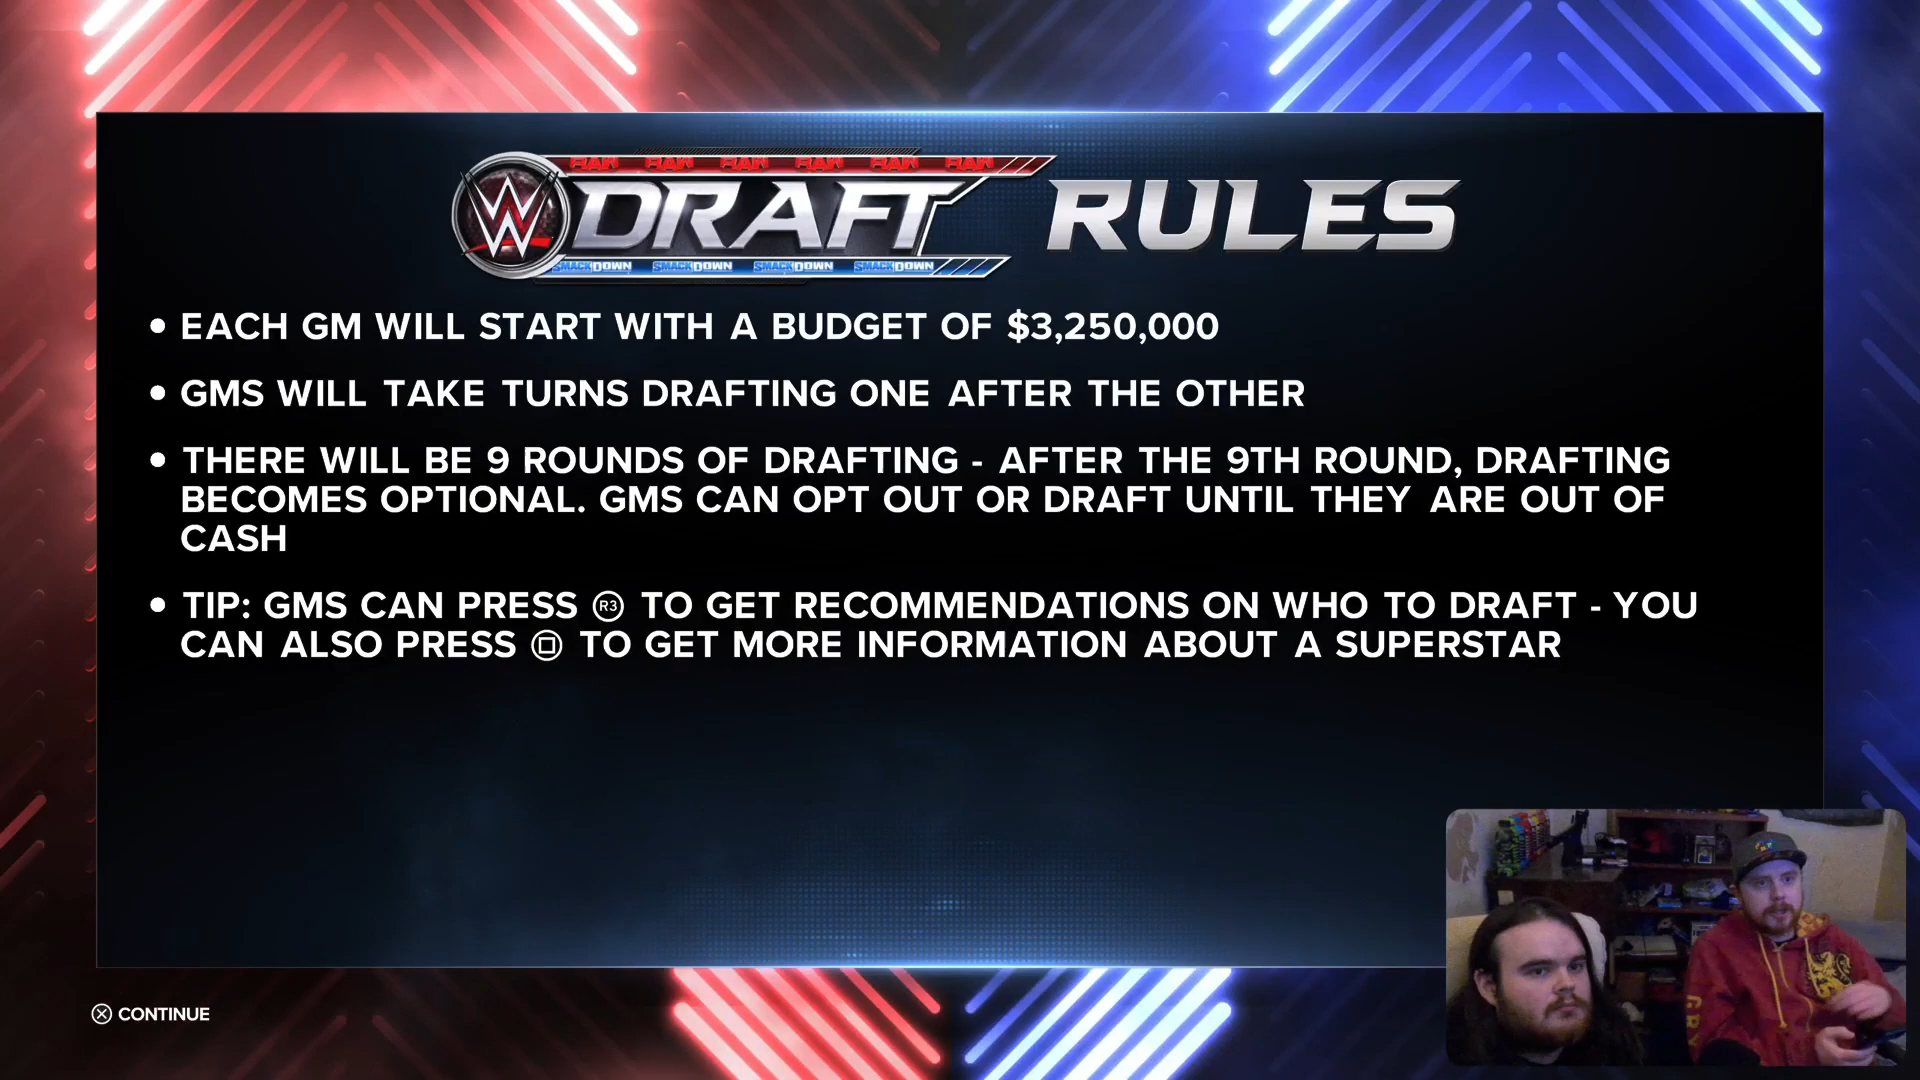 RAW RAW RAW RAW RAW RAW
W DRAFT RULES
SMACKDOWN SMACKDOWN SMACKDOWN SMACKDOWN
• EACH GM WILL START WITH A BUDGET OF $3,250,000
• GMS WILL TAKE TURNS DRAFTING ONE AFTER THE OTHER
• THERE WILL BE 9 ROUNDS OF DRAFTING - AFTER THE 9TH ROUND, DRAFTING
BECOMES OPTIONAL. GMS CAN OPT OUT OR DRAFT UNTIL THEY ARE OUT OF
CASH
• TIP: GMS CAN PRESS R3 TO GET RECOMMENDATIONS ON WHO TO DRAFT - YOU
CAN ALSO PRESS TO GET MORE INFORMATION ABOUT A SUPERSTAR
CONTINUE